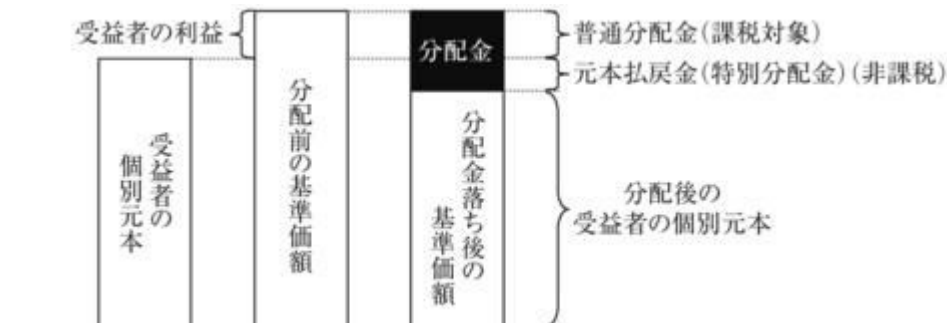 受益者の利益
分配金
普通分配金(課税対象)
元本払戻金(特別分配金)(非課税)
受益者の
個別元本
分配前の基準価額
分配金落ち後の
基準価額
分配後の
受益者の個別元本